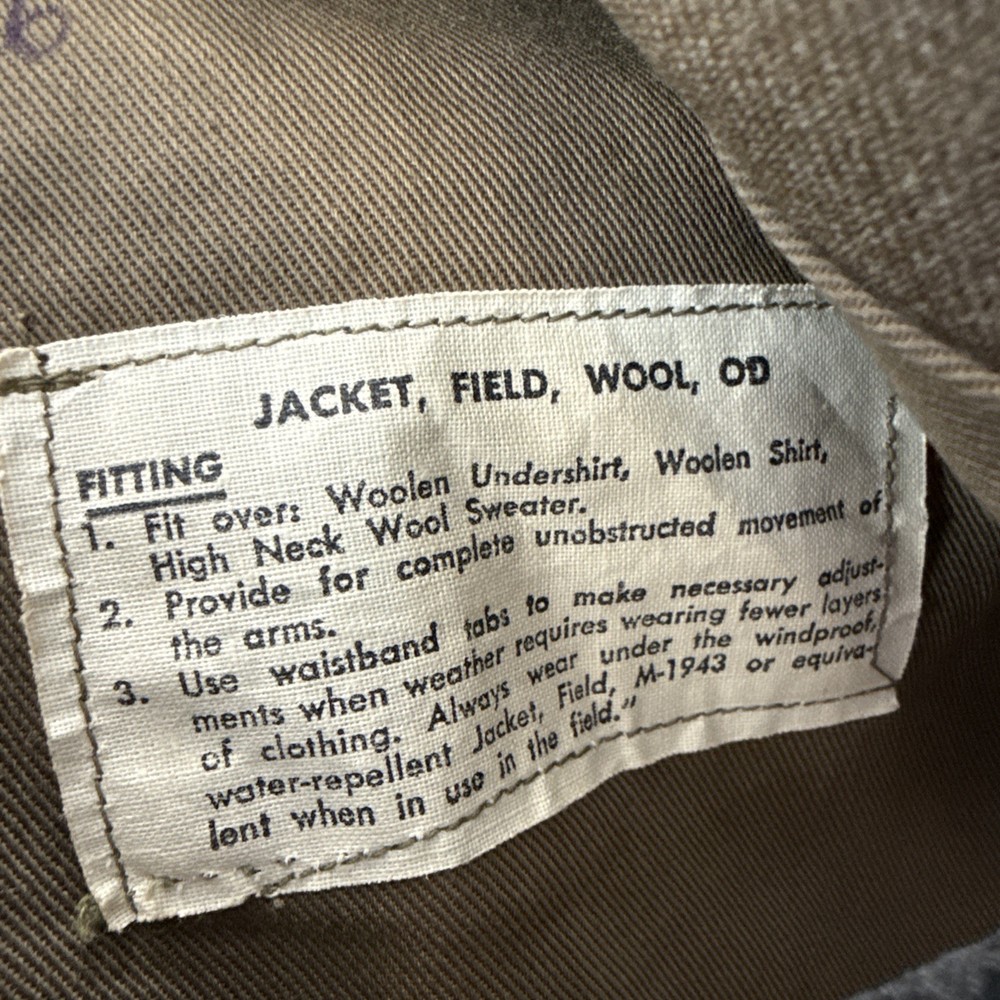 JACKET, FIELD, WOOL, OD
FITTING
1. Fit over: Woolen Undershirt, Woolen Shirt,
High Neck Wool Sweater.
2. Provide for complete unobstructed movement of
the arms.
3. Use waistband tabs to make necessary adjust-
ments when weather requires wearing fewer layers
of clothing. Always wear under the windproof,
water-repellent Jacket, Field, M-1943 or equiva-
lent when in use in the field."